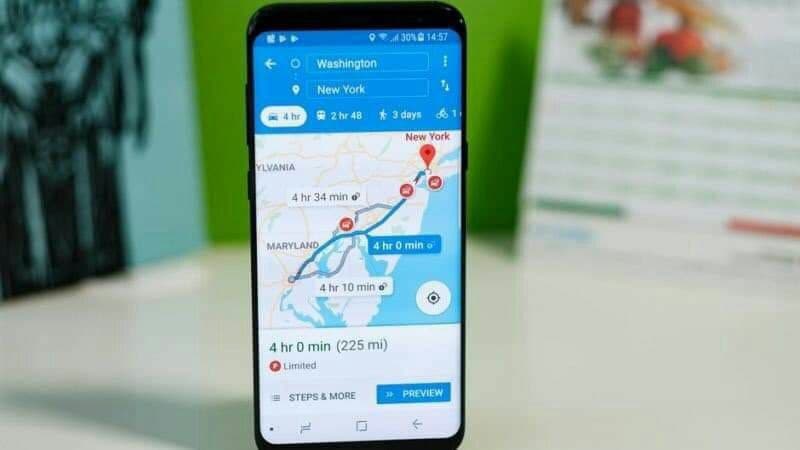 30% 14:57
Washington
New York
4 hr 2 hr 48 3 days 1
New York
YLVANIA
4 hr 34 min
MARYLAND
4 hr 0 min
4 hr 10 min
4 hr 0 min (225 mi)
P Limited
STEPS & MORE PREVIEW